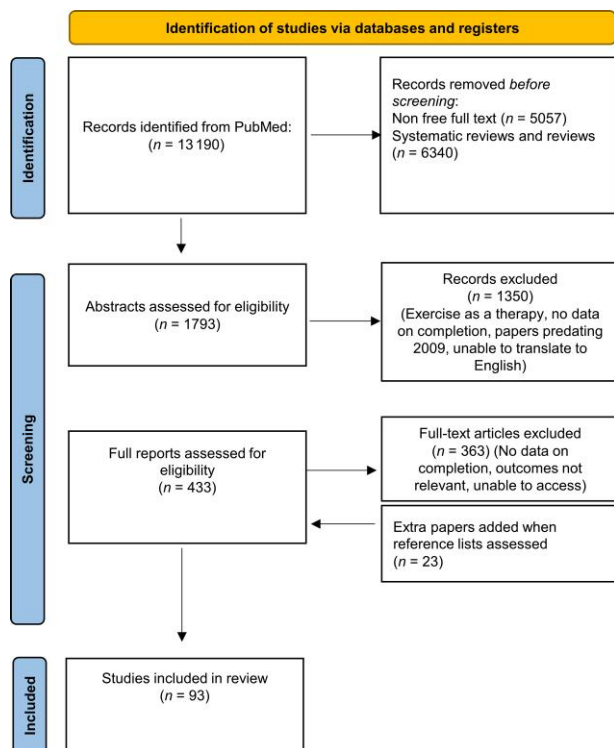 Identification of studies via databases and registers
Identification
Records identified from PubMed:
(n = 13 190)
Records removed before
screening:
Non free full text (n = 5057)
Systematic reviews and reviews
(n = 6340)
Screening
Abstracts assessed for eligibility
(n = 1793)
Records excluded
(n = 1350)
(Exercise as a therapy, no data
on completion, papers predating
2009, unable to translate to
English)
Full reports assessed for
eligibility
(n = 433)
Full-text articles excluded
(n = 363) (No data on
completion, outcomes not
relevant, unable to access)
Extra papers added when
reference lists assessed
(n = 23)
Included
Studies included in review
(n = 93)